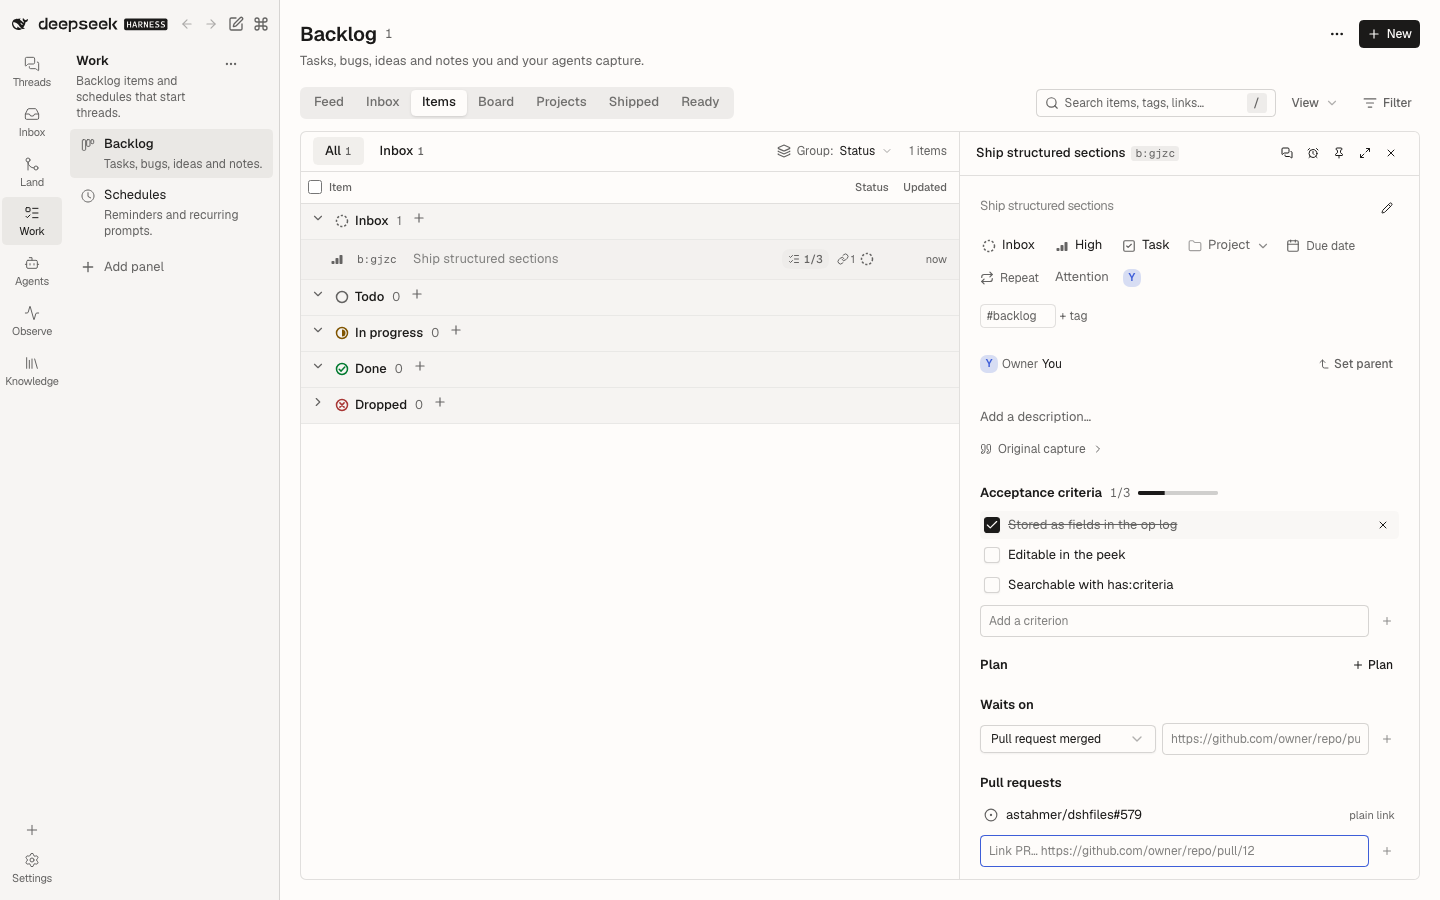 deepseek HARNESS
Threads
Inbox
Land
Work
Agents
Observe
Knowledge
Settings
Work
Backlog items and
schedules that start
threads.
Backlog
Tasks, bugs, ideas and notes.
Schedules
Reminders and recurring
prompts.
Add panel
Backlog 1
Tasks, bugs, ideas and notes you and your agents capture.
New
Feed Inbox Items Board Projects Shipped Ready
Search items, tags, links... /
View Filter
All 1 Inbox 1 Group: Status 1 items
Item Status Updated
Inbox 1
b:gjzc Ship structured sections 1/3 1 now
Todo 0
In progress 0
Done 0
Dropped 0
Ship structured sections b:gjzc
Ship structured sections
Inbox High Task Project Due date
Repeat Attention Y
#backlog + tag
Y Owner You Set parent
Add a description...
Original capture
Acceptance criteria 1/3
Stored as fields in the op log
Editable in the peek
Searchable with has:criteria
Add a criterion
Plan + Plan
Waits on
Pull request merged https://github.com/owner/repo/pu
Pull requests
astahmer/dshfiles#579 plain link
Link PR... https://github.com/owner/repo/pull/12